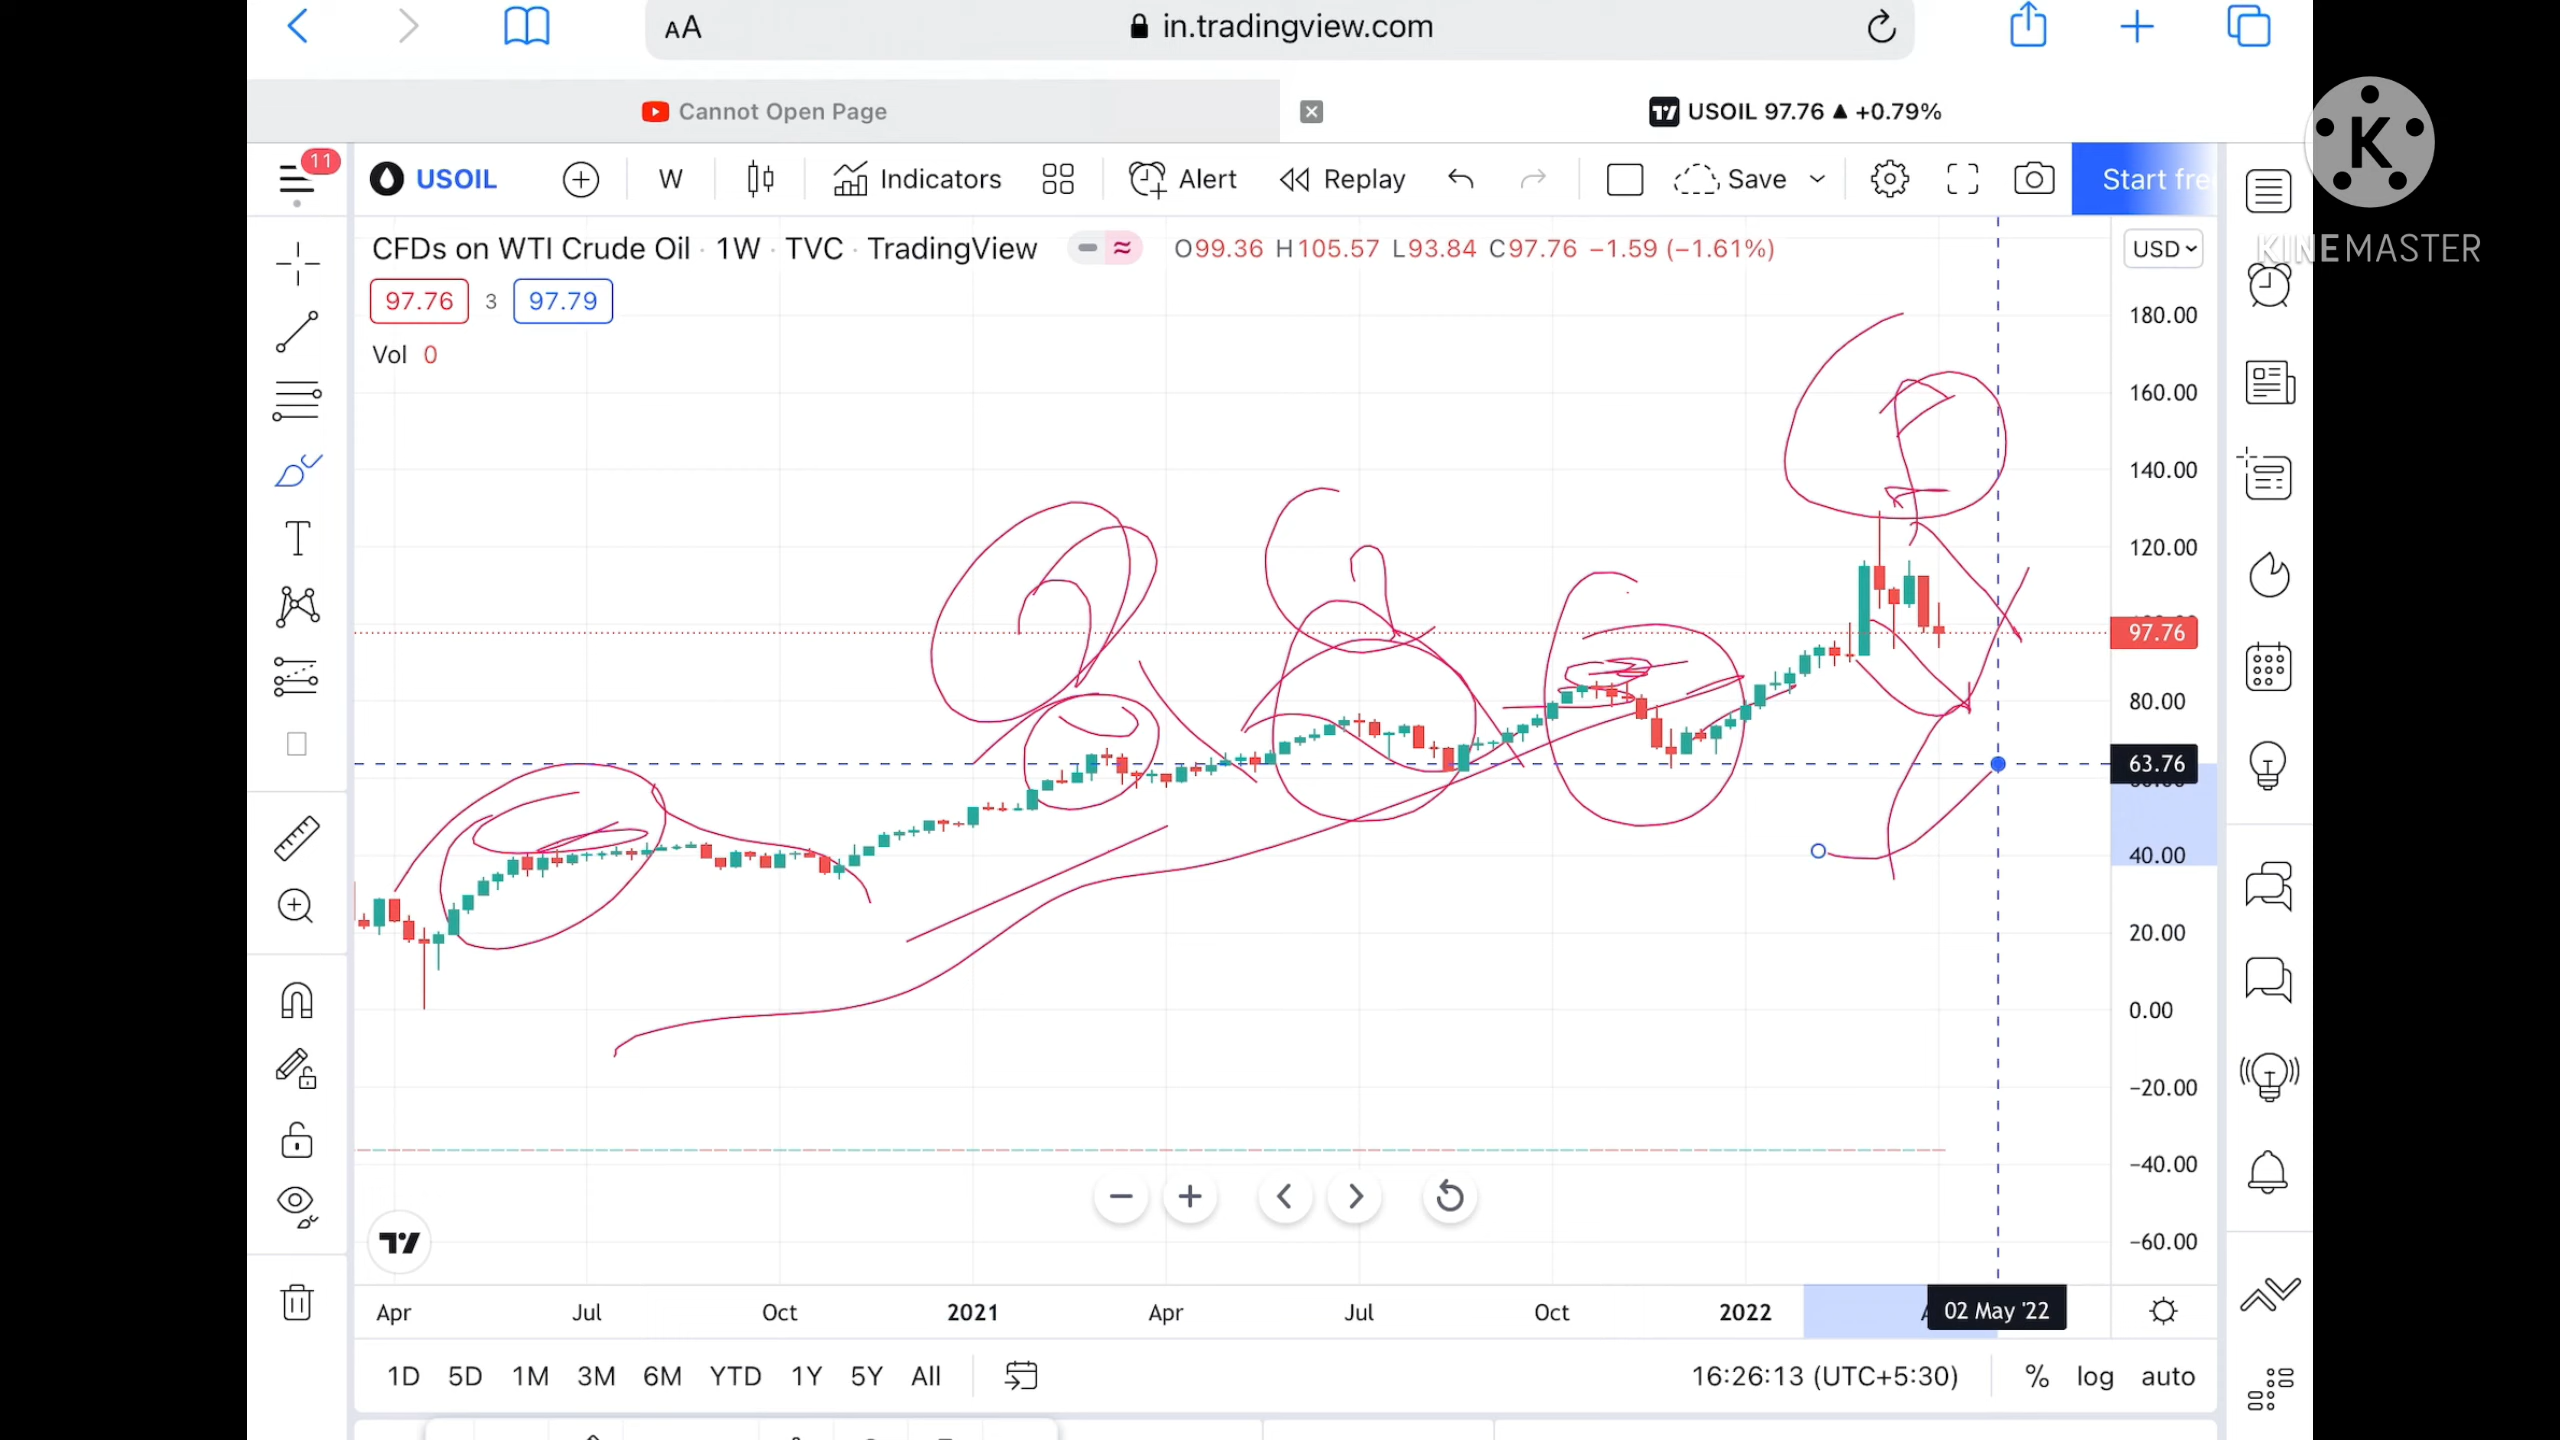 AA in.tradingview.com
Cannot Open Page
USOIL 97.76 ▲ +0.79%
11
USOIL W Indicators Alert Replay Save Start fre
KINEMASTER
CFDs on WTI Crude Oil · 1W · TVC · TradingView O99.36 H105.57 L93.84 C97.76 −1.59 (−1.61%)
USD
97.76 3 97.79
Vol 0
180.00
160.00
140.00
120.00
97.76
80.00
63.76
40.00
20.00
0.00
−20.00
−40.00
−60.00
Apr Jul Oct 2021 Apr Jul Oct 2022 02 May '22
1D 5D 1M 3M 6M YTD 1Y 5Y All 16:26:13 (UTC+5:30) % log auto